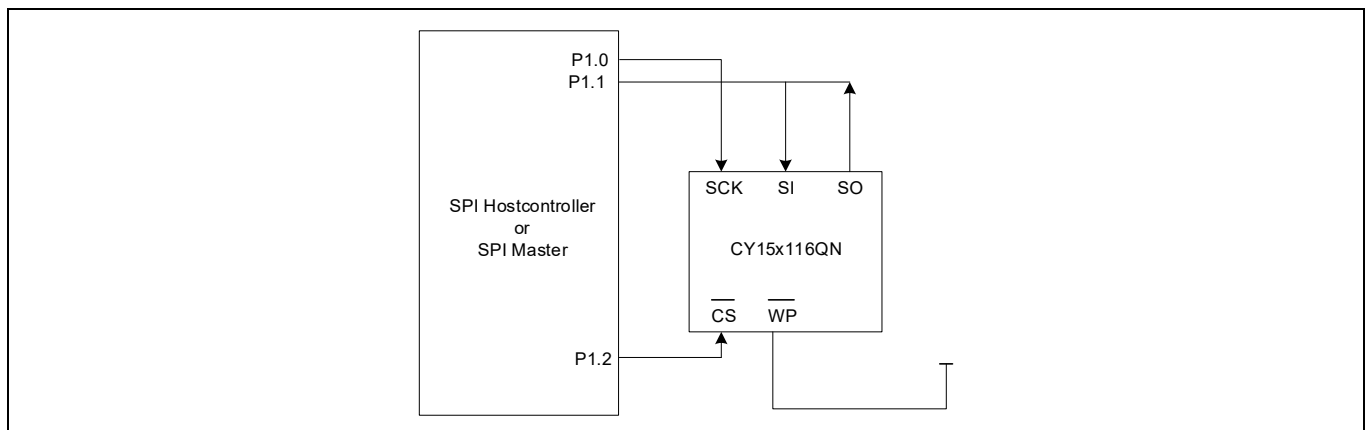 P1.0
P1.1
SCK SI SO
SPI Hostcontroller
or
SPI Master
CY15x116QN
CS WP
P1.2